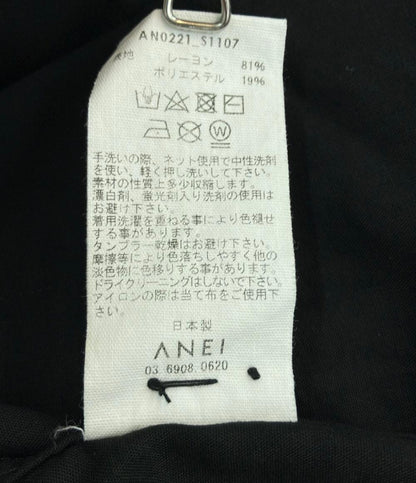 AN0221_S1107
表地 レーヨン 81%
ポリエステル 19%
手洗いの際、ネット使用で中性洗剤
を使い、軽く押し洗いして下さい。
素材の性質上多少収縮します。
漂白剤、蛍光剤入り洗剤の使用は
お避け下さい。
着用洗濯を重ねる事により色褪せ
する事があります。
タンブラー乾燥はお避け下さい。
摩擦等により色落ちしやすく他の
淡色物に色移りする事があります。
ドライクリーニングはしないで下さい。
アイロンの際は当て布をご使用下
さい。
日本製
ANEI
03 6908 0620